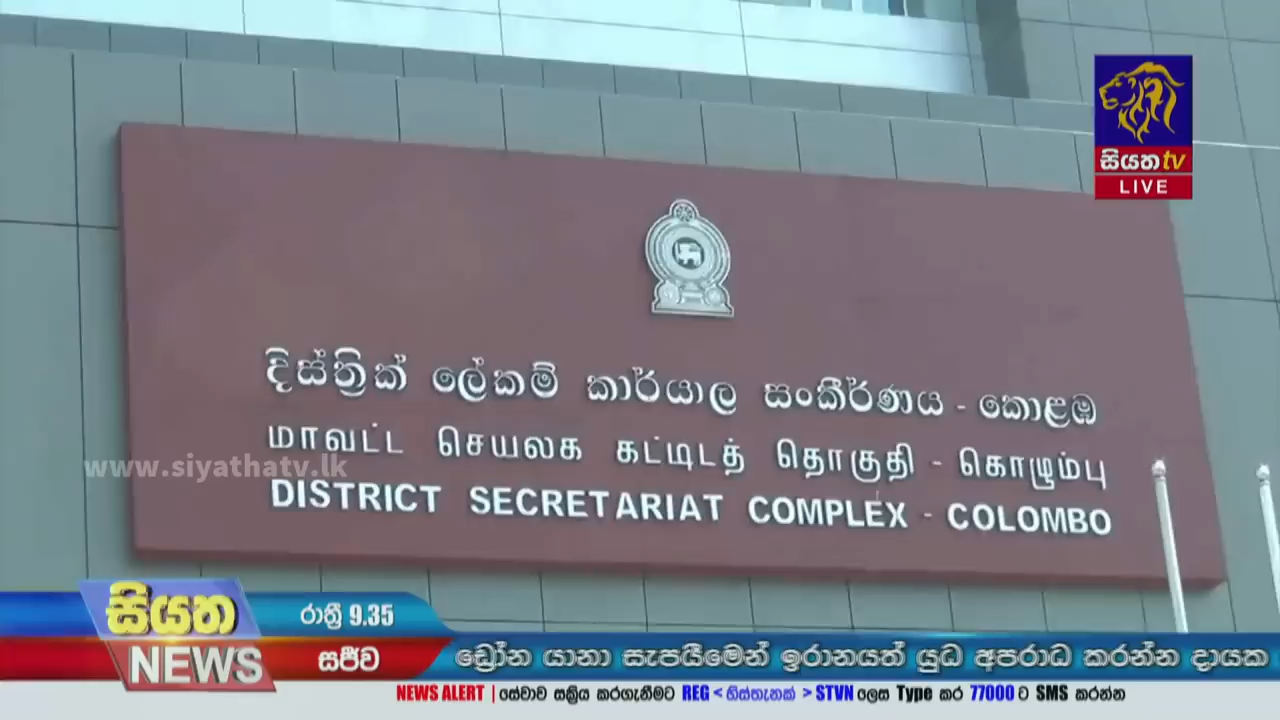 සියත tv
LIVE
දිස්ත්‍රික් ලේකම් කාර්යාල සංකීර්ණය - කොළඹ
மாவட்ட செயலக கட்டிடத் தொகுதி - கொழும்பு
www.siyathatv.lk
DISTRICT SECRETARIAT COMPLEX - COLOMBO
සියත
NEWS
රාත්‍රී 9.35
සජීව
ඩ්‍රෝන යානා සැපයීමෙන් ඉරානයත් යුධ අපරාධ කරන්න දායක
NEWS ALERT | සේවාව සක්‍රිය කරගැනීමට REG < හිස්තැනක් > STVN ලෙස Type කර 77000 ට SMS කරන්න